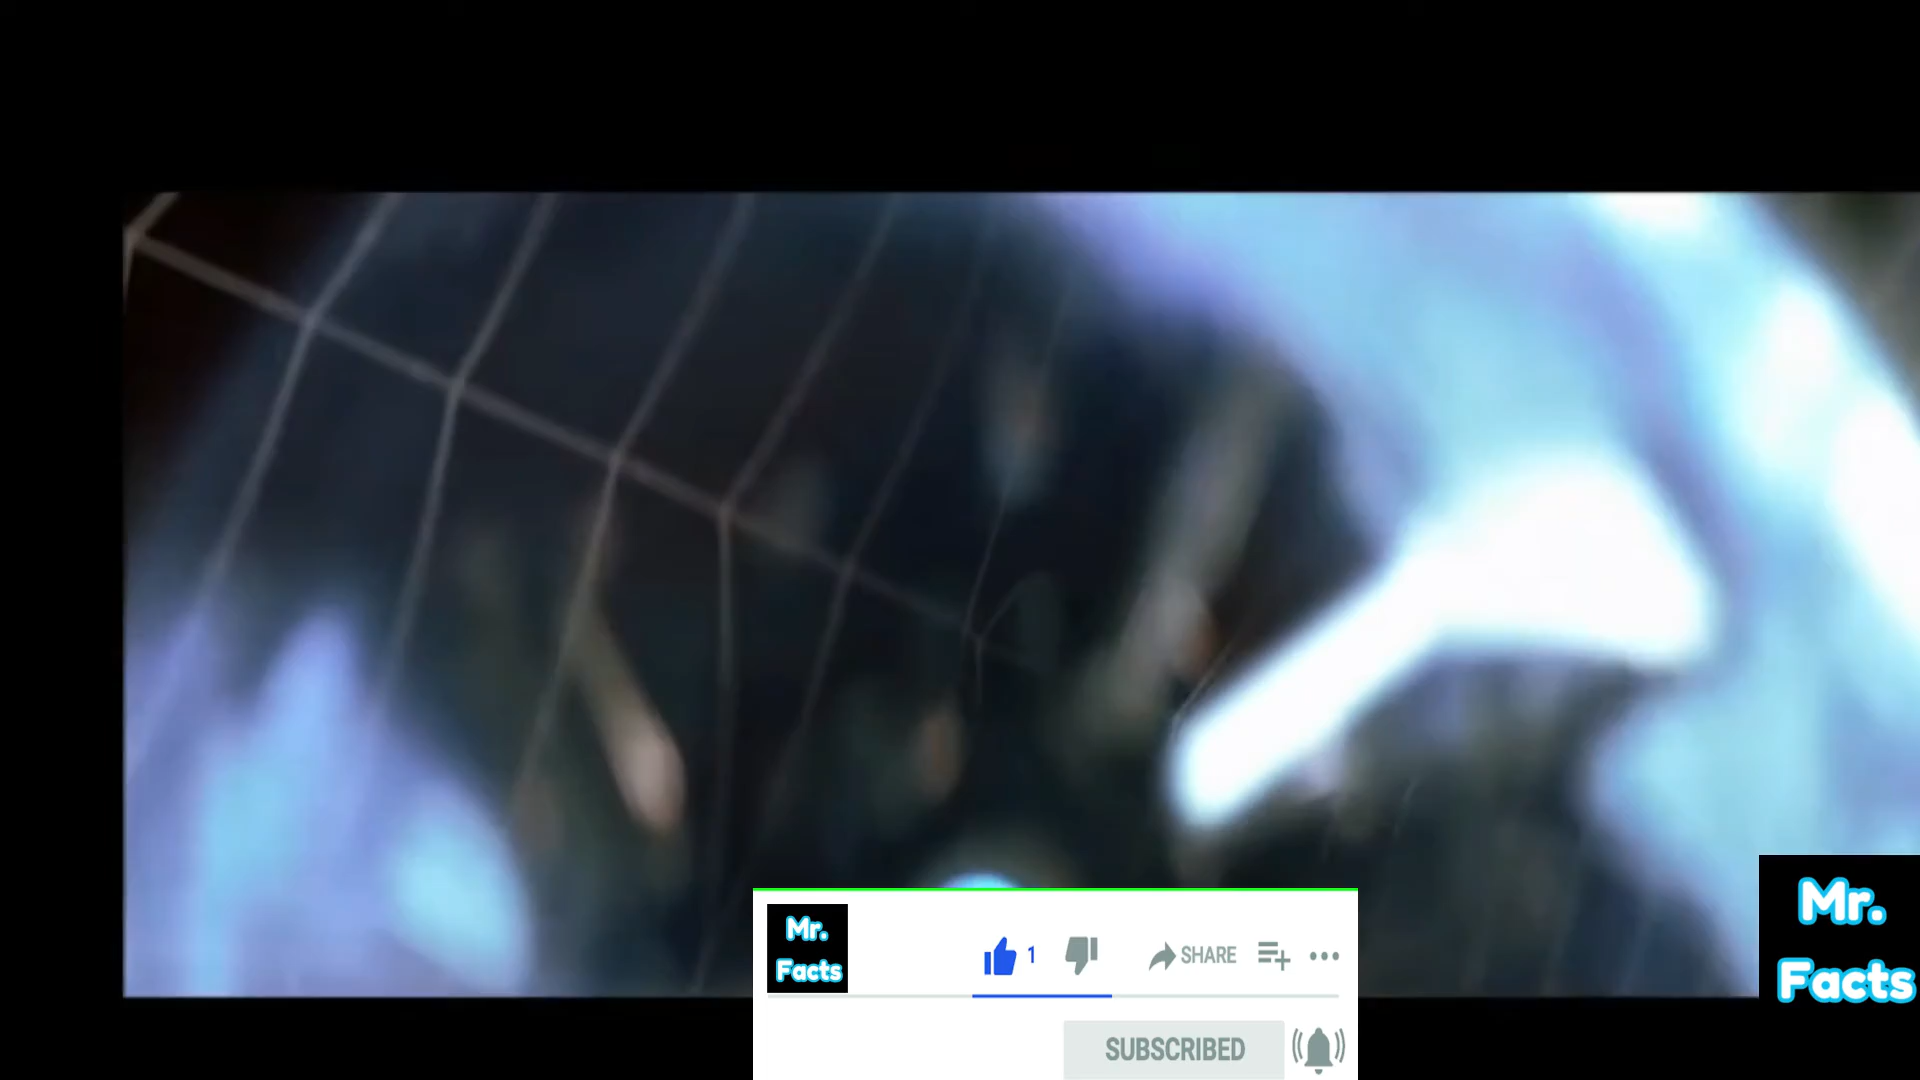 Mr.
Facts
1
SHARE
SUBSCRIBED
Mr.
Facts